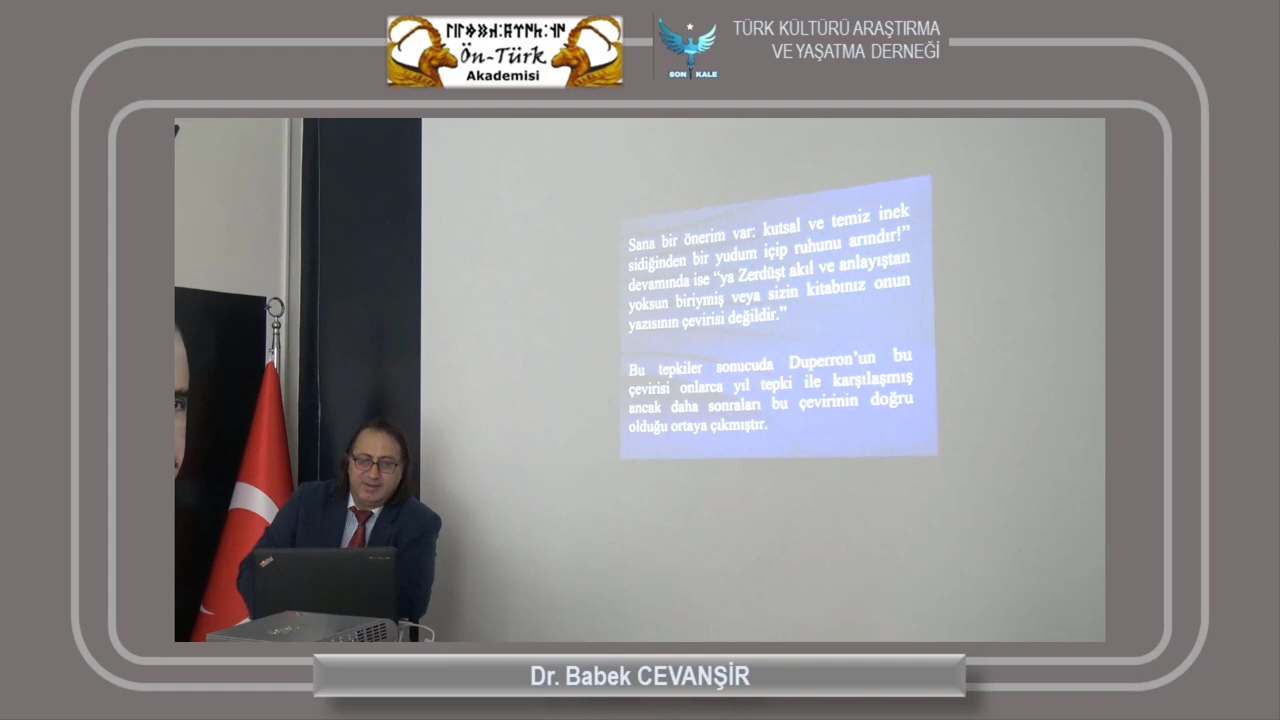 Ön-Türk
Akademisi
SON KALE
TÜRK KÜLTÜRÜ ARAŞTIRMA
VE YAŞATMA DERNEĞİ
Sana bir önerim var: kutsal ve temiz inek
sidiğinden bir yudum içip ruhunu arındır!”
devamında ise “ya Zerdüşt akıl ve anlayıştan
yoksun biriymiş veya sizin kitabınız onun
yazısının çevirisi değildir.”
Bu tepkiler sonucuda Duperron’un bu
çevirisi onlarca yıl tepki ile karşılaşmış
ancak daha sonraları bu çevirinin doğru
olduğu ortaya çıkmıştır.
Dr. Babek CEVANŞİR